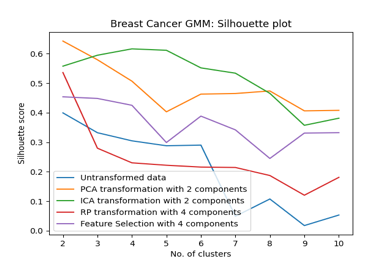 Breast Cancer GMM: Silhouette plot
Silhouette score
0.6
0.5
0.4
0.3
0.2
0.1
0.0
Untransformed data
PCA transformation with 2 components
ICA transformation with 2 components
RP transformation with 4 components
Feature Selection with 4 components
2 3 4 5 6 7 8 9 10
No. of clusters